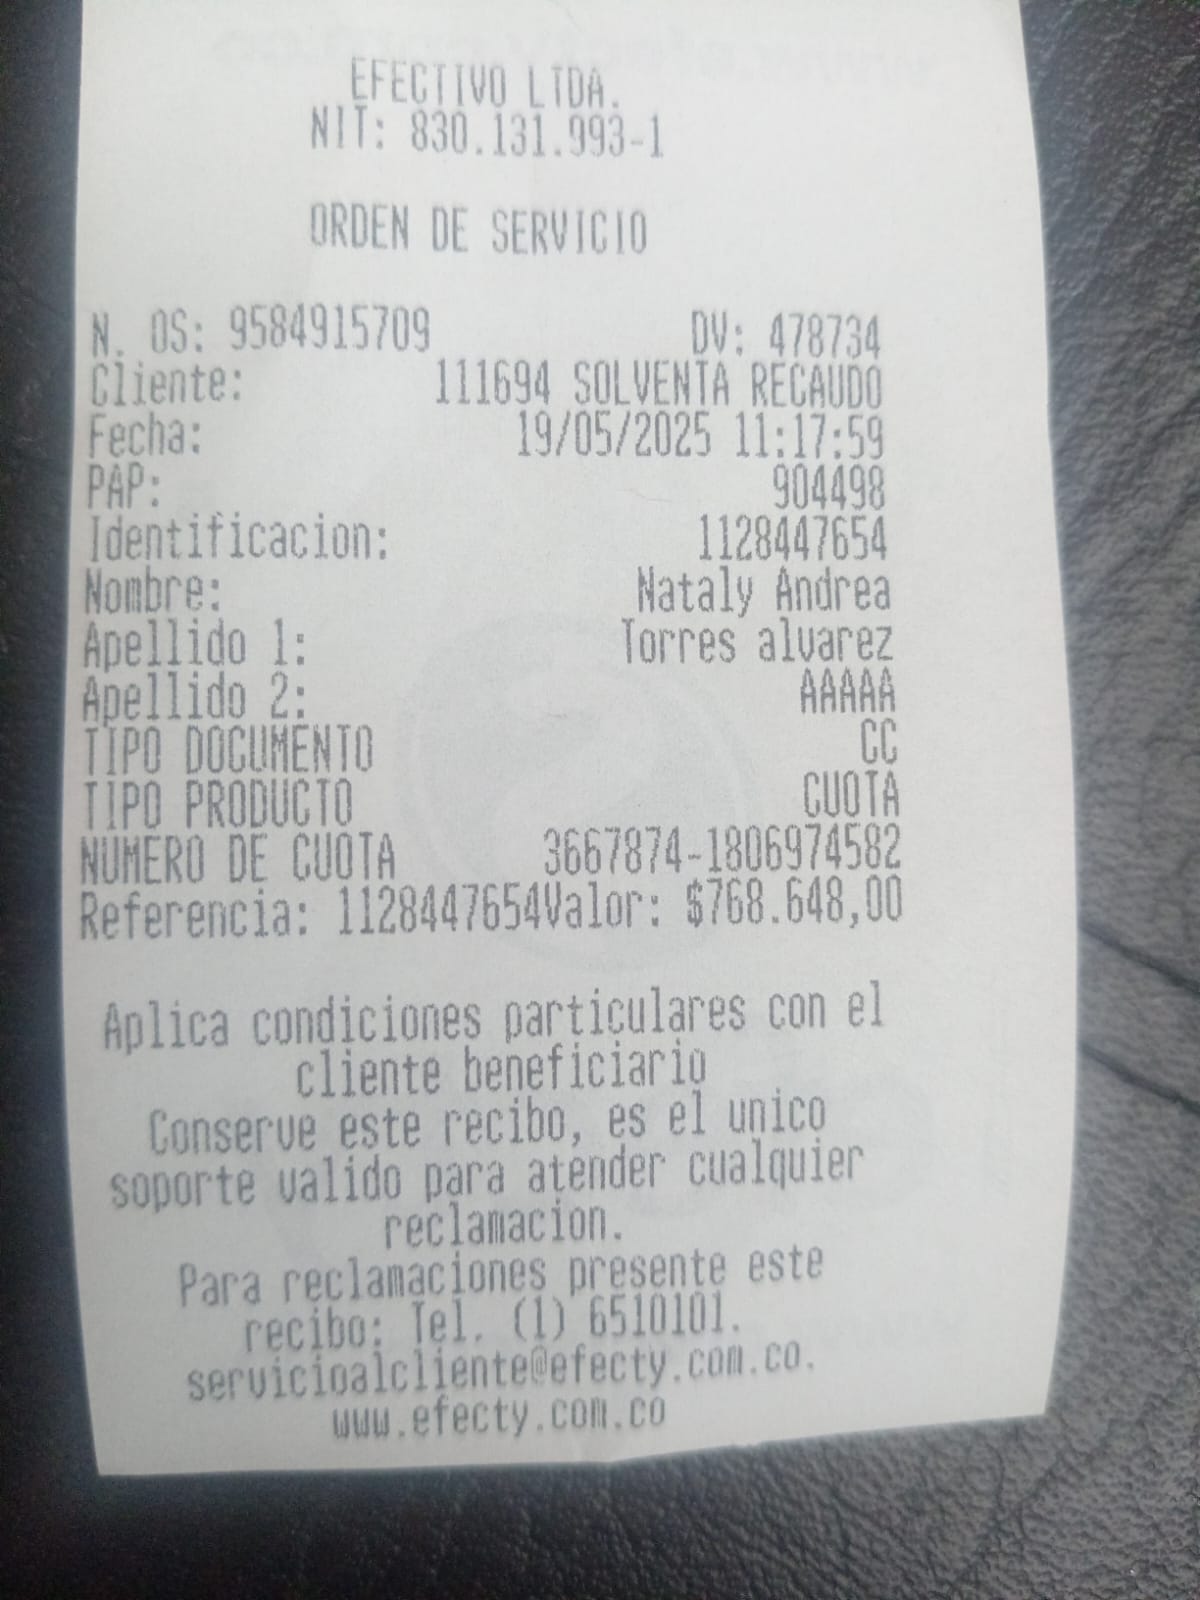 EFECTIVO LTDA.
NIT: 830.131.993-1
ORDEN DE SERVICIO
N. OS: 9584915709 DV: 478734
Cliente: 111694 SOLVENTA RECAUDO
Fecha: 19/05/2025 11:17:59
PAP: 904498
Identificacion: 1128447654
Nombre: Nataly Andrea
Apellido 1: Torres alvarez
Apellido 2: AAAAA
TIPO DOCUMENTO CC
TIPO PRODUCTO CUOTA
NUMERO DE CUOTA 3667874-1806974582
Referencia: 1128447654Valor: $768.648,00
Aplica condiciones particulares con el
cliente beneficiario
Conserve este recibo, es el unico
soporte valido para atender cualquier
reclamacion.
Para reclamaciones presente este
recibo: Tel. (1) 6510101.
servicioalcliente@efecty.com.co.
www.efecty.com.co